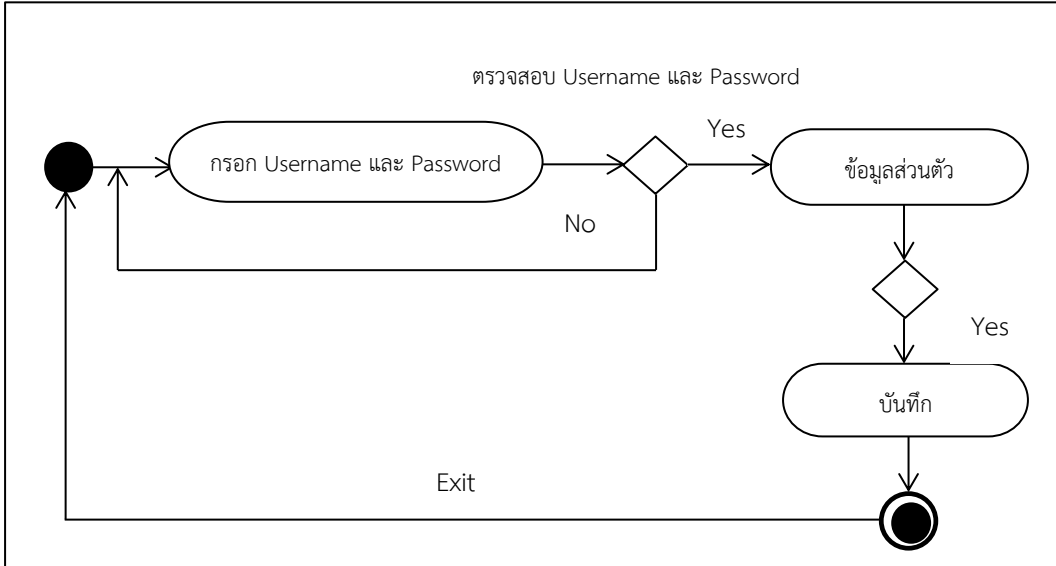 ตรวจสอบ Username และ Password
Yes
กรอก Username และ Password
ข้อมูลส่วนตัว
No
Yes
บันทึก
Exit